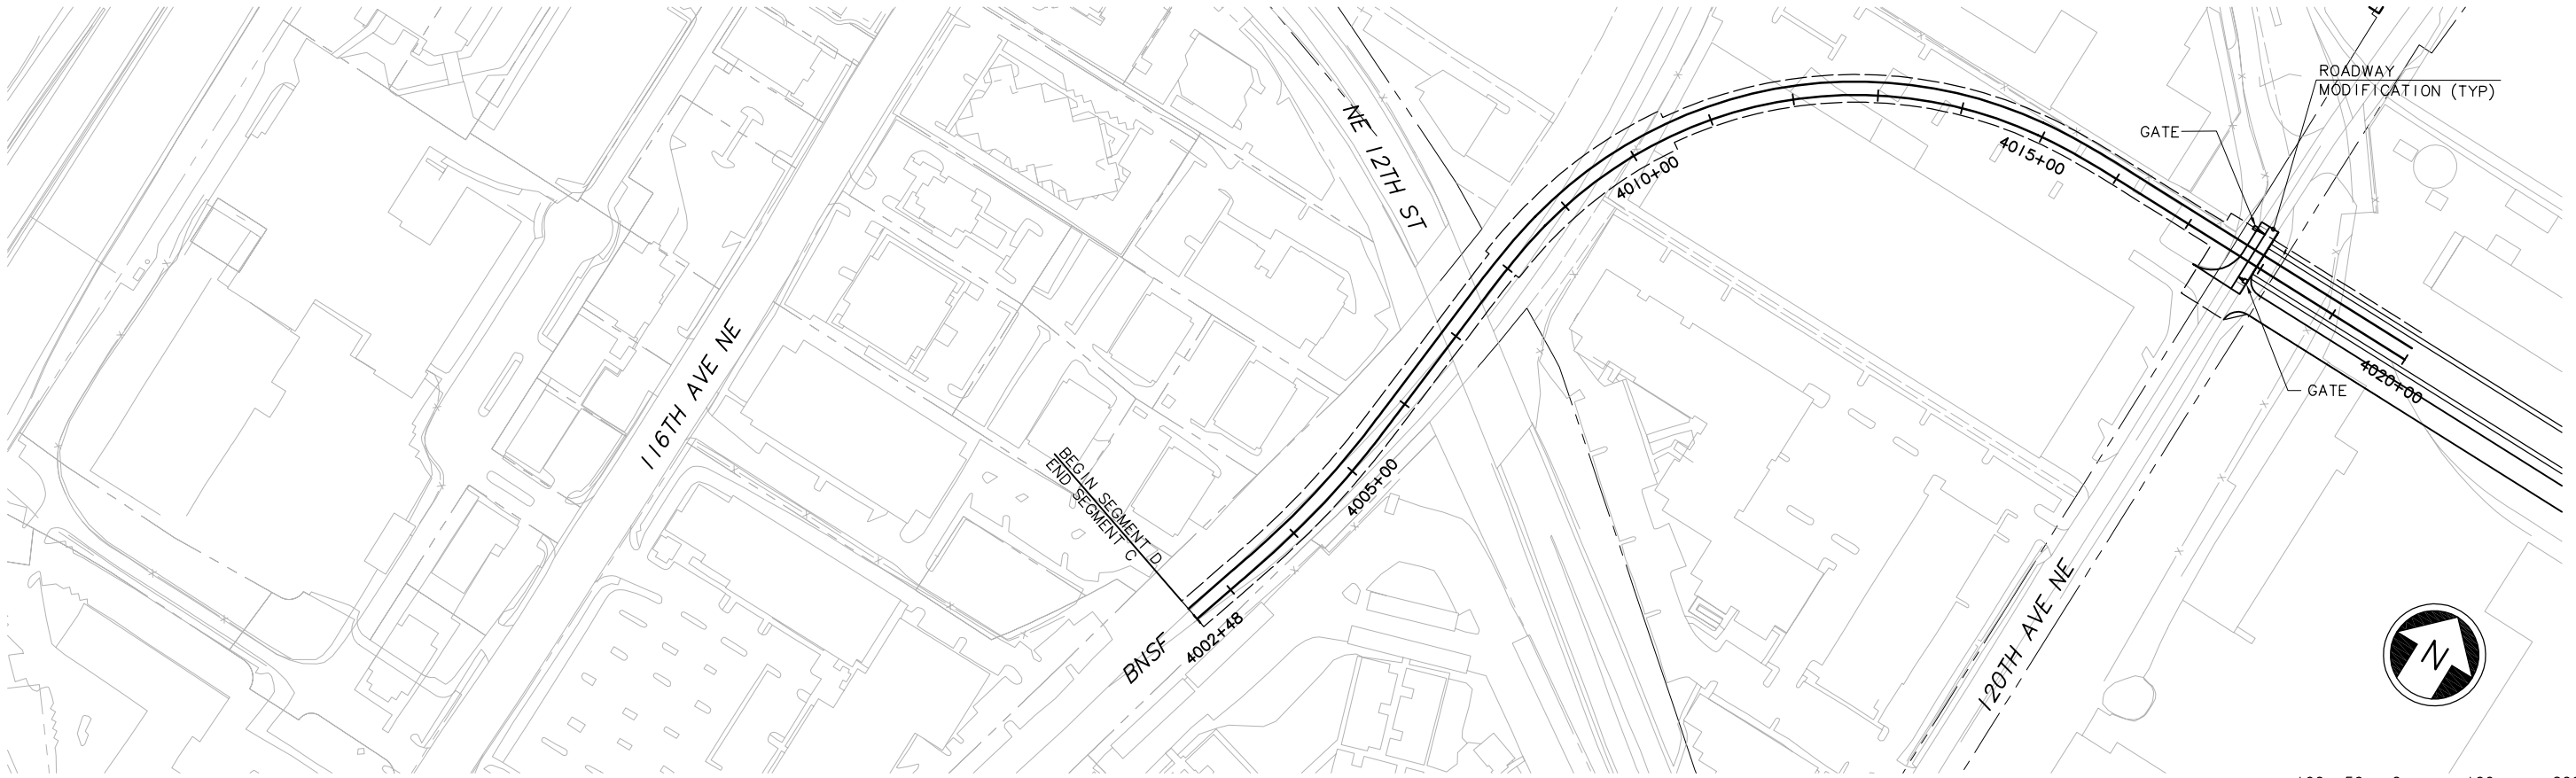 ROADWAY
MODIFICATION (TYP)
GATE
NE 12TH ST
4015+00
4010+00
116TH AVE NE
4020+00
GATE
BEGIN SEGMENT D
END SEGMENT C
4005+00
4002+48
BNSF
120TH AVE NE
N